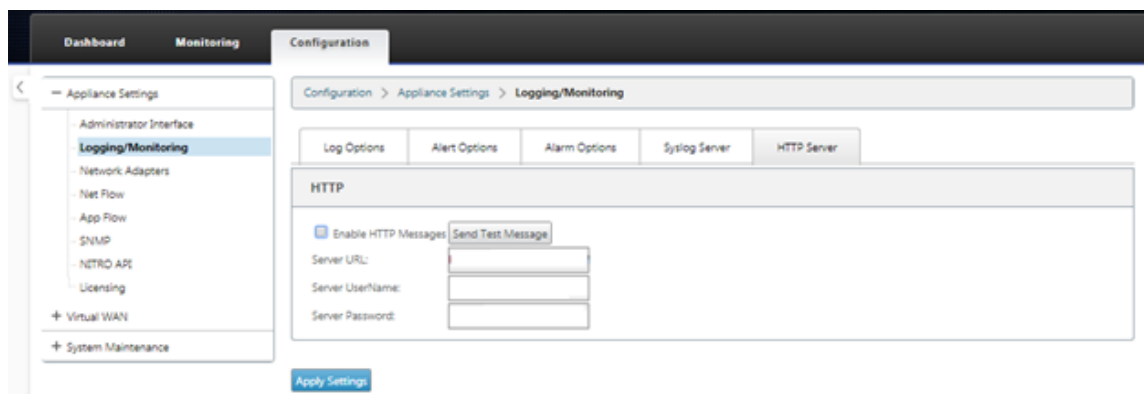 Dashboard Monitoring Configuration
Appliance Settings
Administrator Interface
Logging/Monitoring
Network Adapters
Net Flow
App Flow
SNMP
NITRO API
Licensing
Virtual WAN
System Maintenance
Configuration > Appliance Settings > Logging/Monitoring
Log Options Alert Options Alarm Options Syslog Server HTTP Server
HTTP
Enable HTTP Messages Send Test Message
Server URL:
Server UserName:
Server Password:
Apply Settings